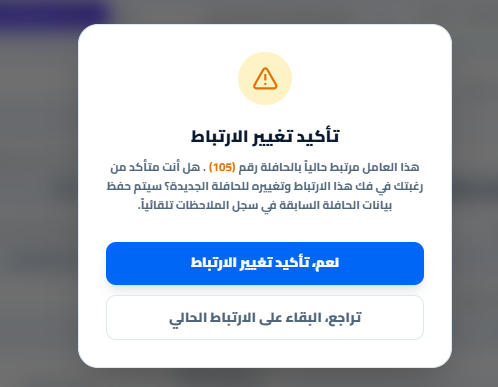 تأكيد تغيير الارتباط
هذا العامل مرتبط حالياً بالحافلة رقم (105) . هل أنت متأكد من
رغبتك في فك هذا الارتباط وتغييره للحافلة الجديدة؟ سيتم حفظ
بيانات الحافلة السابقة في سجل الملاحظات تلقائياً.
نعم، تأكيد تغيير الارتباط
تراجع، البقاء على الارتباط الحالي